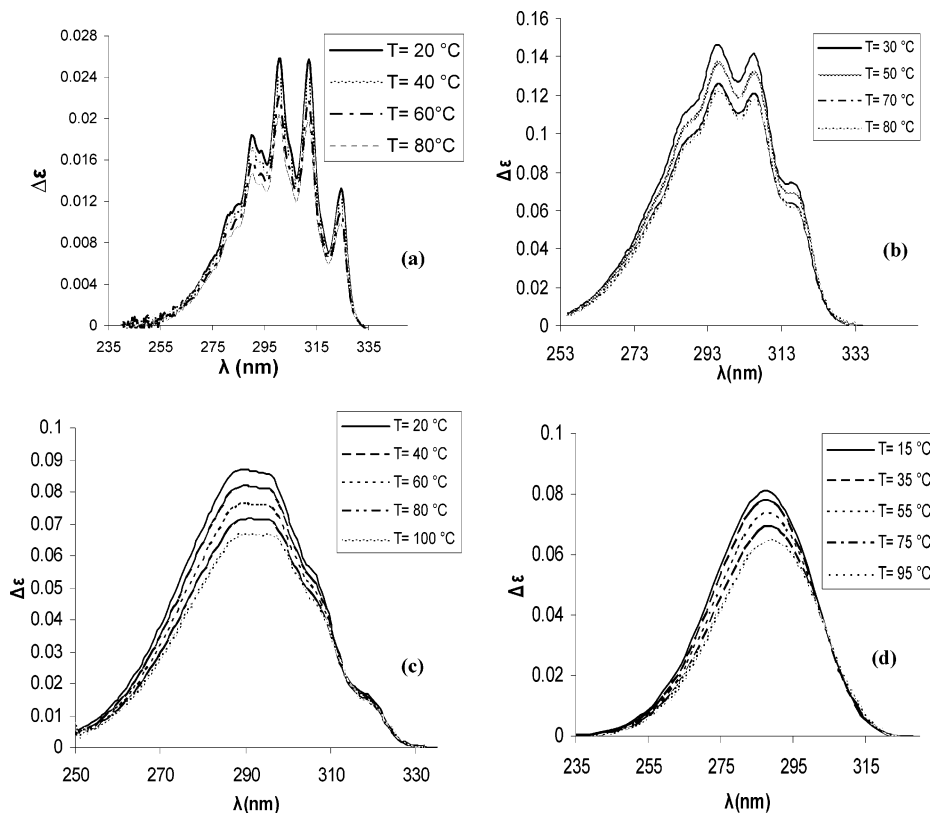 0.028
0.024
0.02
0.016
0.012
0.008
0.004
0
Δε
235
255
275
295
315
335
λ (nm)
T= 20 °C
T= 40 °C
T= 60°C
T= 80°C
(a)
0.16
0.14
0.12
0.1
0.08
0.06
0.04
0.02
0
Δε
253
273
293
313
333
λ(nm)
T= 30 °C
T= 50 °C
T= 70 °C
T= 80 °C
(b)
0.1
0.09
0.08
0.07
0.06
0.05
0.04
0.03
0.02
0.01
0
Δε
250
270
290
310
330
λ(nm)
T= 20 °C
T= 40 °C
T= 60 °C
T= 80 °C
T= 100 °C
(c)
0.1
0.08
0.06
0.04
0.02
0
Δε
235
255
275
295
315
λ(nm)
T= 15 °C
T= 35 °C
T= 55 °C
T= 75 °C
T= 95 °C
(d)